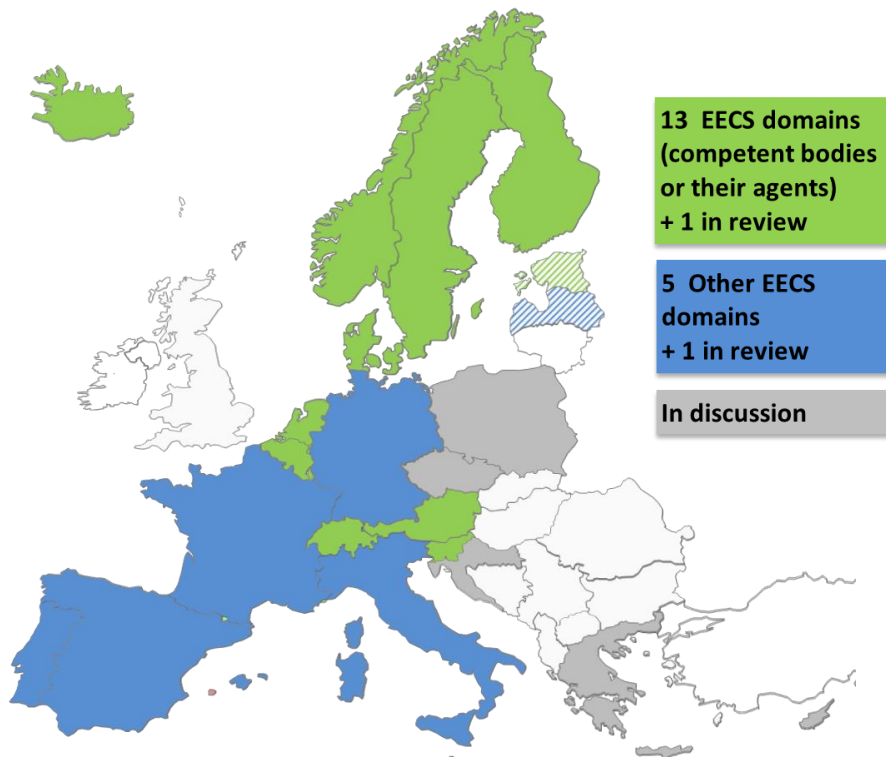 13 EECS domains
(competent bodies
or their agents)
+ 1 in review
5 Other EECS
domains
+ 1 in review
In discussion